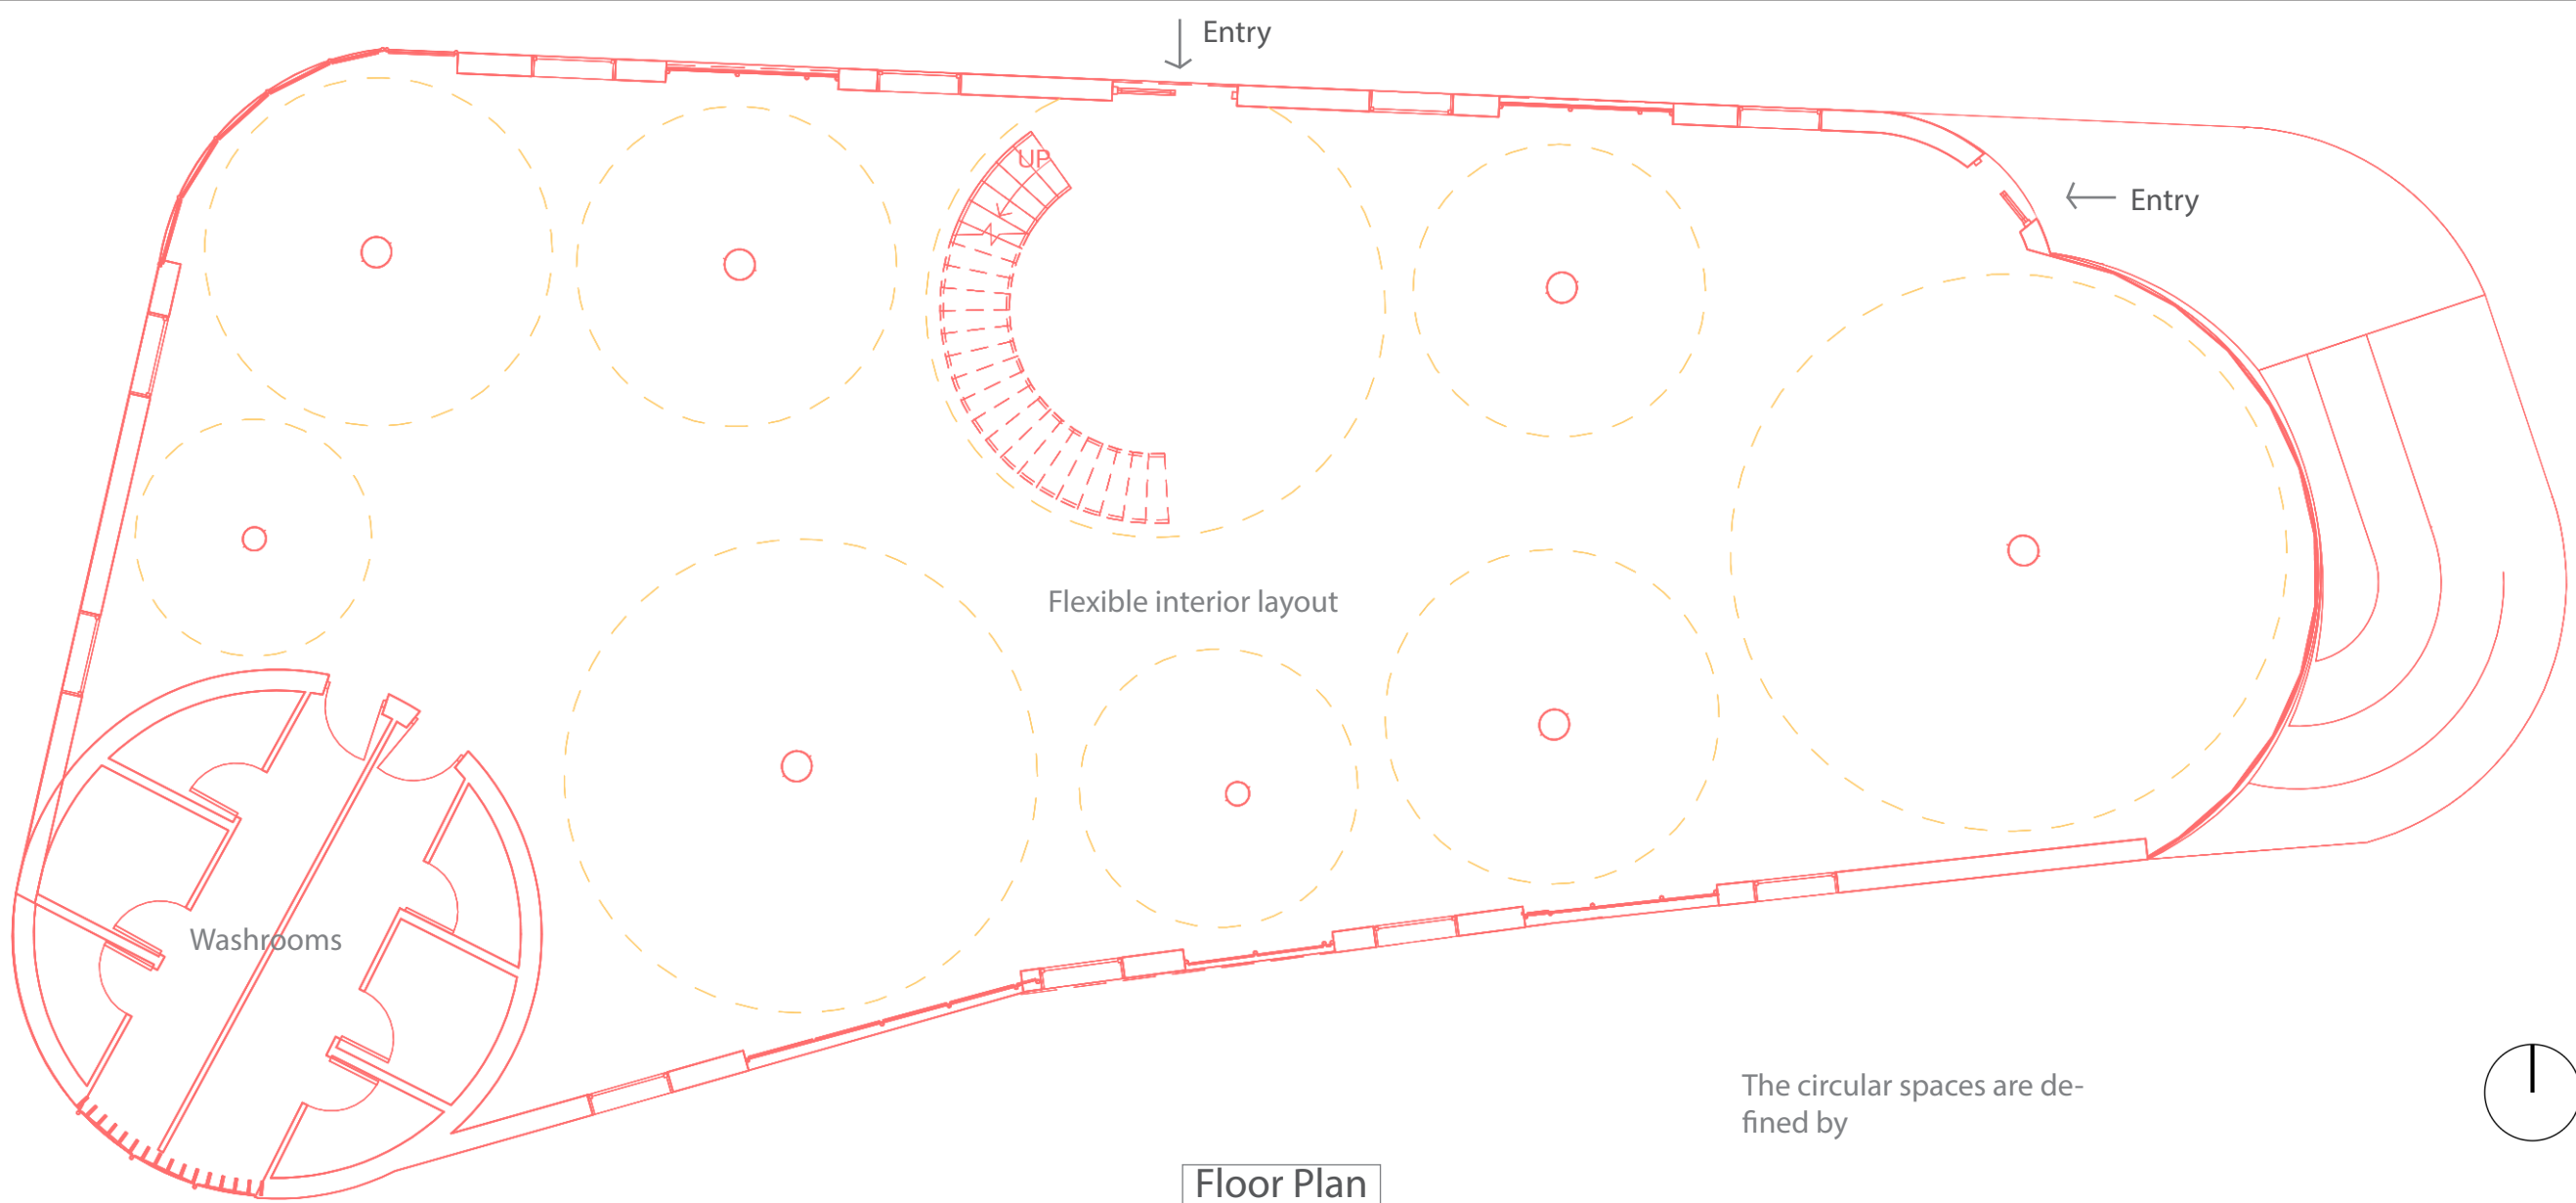 Entry
UP
Entry
Flexible interior layout
Washrooms
The circular spaces are de-
fined by
Floor Plan